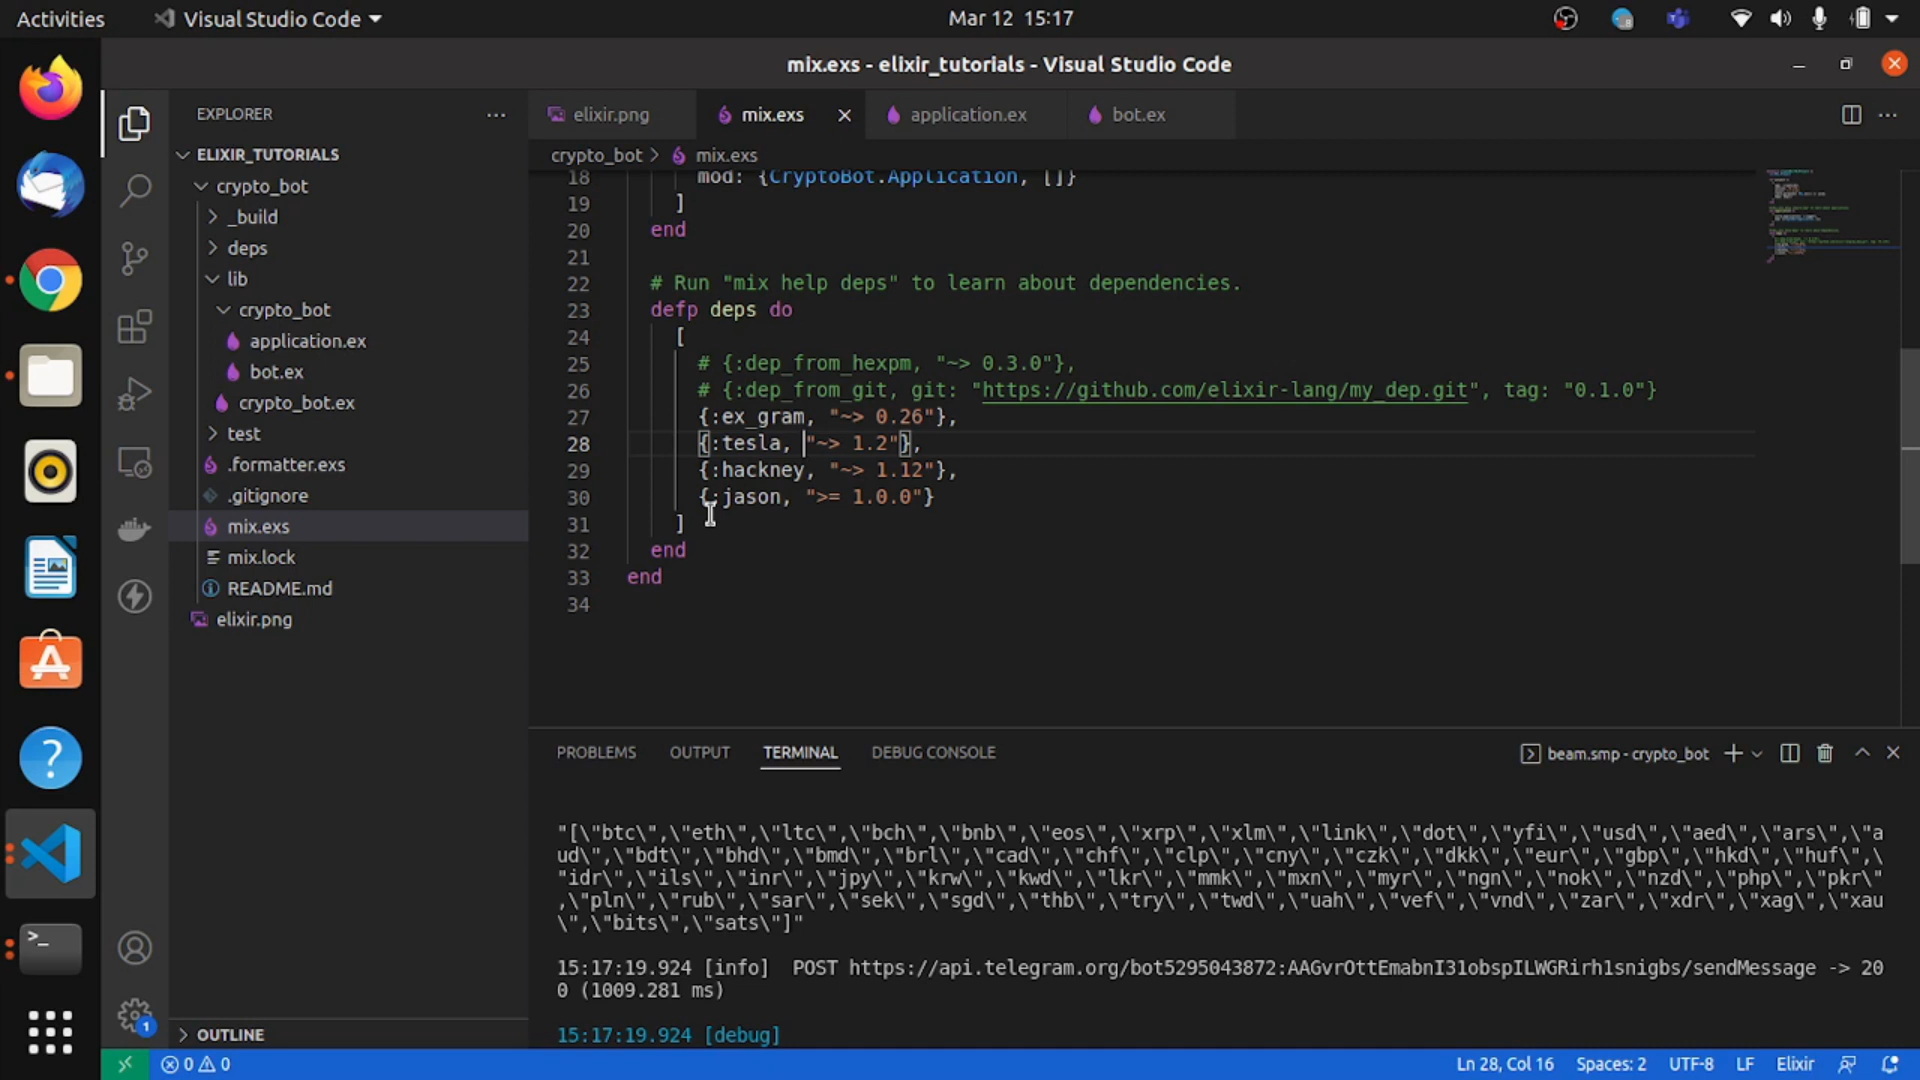 Activities
Visual Studio Code
Mar 12 15:17
mix.exs - elixir_tutorials - Visual Studio Code
EXPLORER
ELIXIR_TUTORIALS
crypto_bot
_build
deps
lib
crypto_bot
application.ex
bot.ex
crypto_bot.ex
test
.formatter.exs
.gitignore
mix.exs
mix.lock
README.md
elixir.png
OUTLINE
elixir.png
mix.exs
application.ex
bot.ex
crypto_bot > mix.exs
18 mod: {CryptoBot.Application, []}
19 ]
20 end
21
22 # Run "mix help deps" to learn about dependencies.
23 defp deps do
24 [
25 # {:dep_from_hexpm, "~> 0.3.0"},
26 # {:dep_from_git, git: "https://github.com/elixir-lang/my_dep.git", tag: "0.1.0"}
27 {:ex_gram, "~> 0.26"},
28 {:tesla, "~> 1.2"},
29 {:hackney, "~> 1.12"},
30 {:jason, ">= 1.0.0"}
31 ]
32 end
33 end
34
PROBLEMS OUTPUT TERMINAL DEBUG CONSOLE
beam.smp - crypto_bot
"[\"btc\",\"eth\",\"ltc\",\"bch\",\"bnb\",\"eos\",\"xrp\",\"xlm\",\"link\",\"dot\",\"yfi\",\"usd\",\"aed\",\"ars\",\"a
ud\",\"bdt\",\"bhd\",\"bmd\",\"brl\",\"cad\",\"chf\",\"clp\",\"cny\",\"czk\",\"dkk\",\"eur\",\"gbp\",\"hkd\",\"huf\",\
"idr\",\"ils\",\"inr\",\"jpy\",\"krw\",\"kwd\",\"lkr\",\"mmk\",\"mxn\",\"myr\",\"ngn\",\"nok\",\"nzd\",\"php\",\"pkr\"
,\"pln\",\"rub\",\"sar\",\"sek\",\"sgd\",\"thb\",\"try\",\"twd\",\"uah\",\"vef\",\"vnd\",\"zar\",\"xdr\",\"xag\",\"xau
\",\"bits\",\"sats\"]"
15:17:19.924 [info] POST https://api.telegram.org/bot5295043872:AAGvrOttEmabnI31obspILWGRirh1snigbs/sendMessage -> 20
0 (1009.281 ms)
15:17:19.924 [debug]
1
0 0
Ln 28, Col 16
Spaces: 2
UTF-8
LF
Elixir